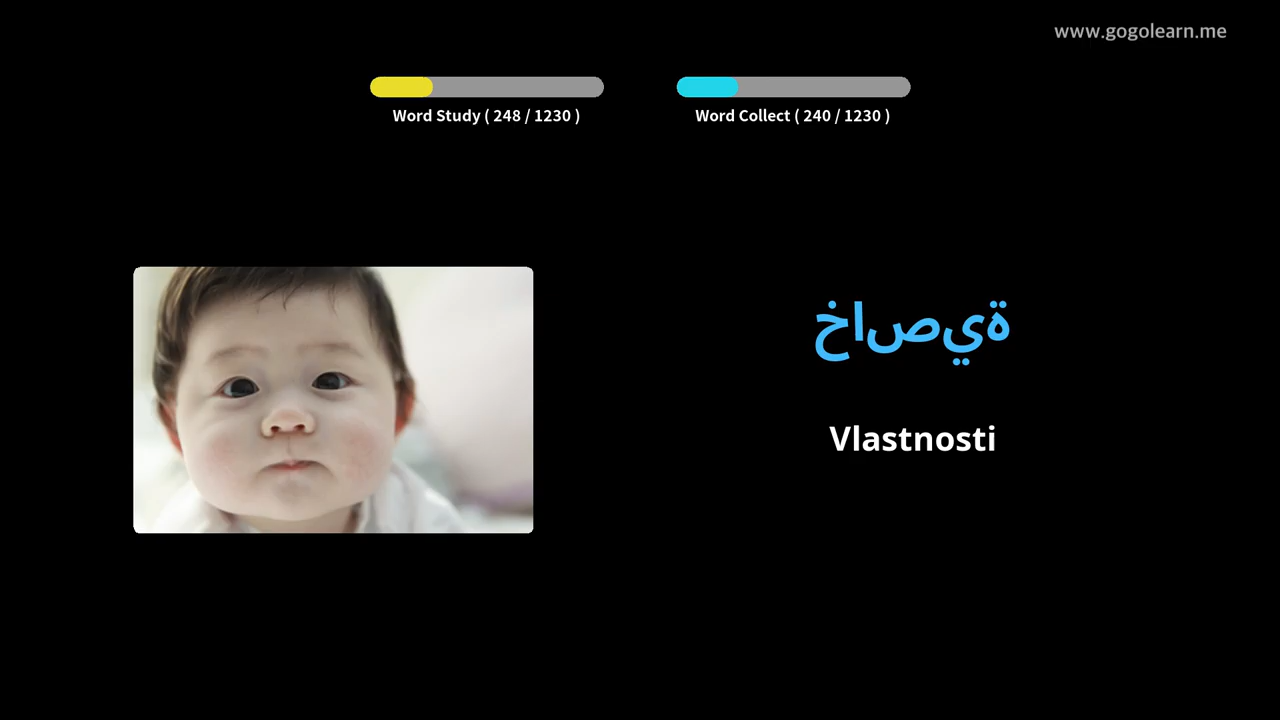 www.gogolearn.me
Word Study ( 248 / 1230 )
Word Collect ( 240 / 1230 )
خاصية
Vlastnosti